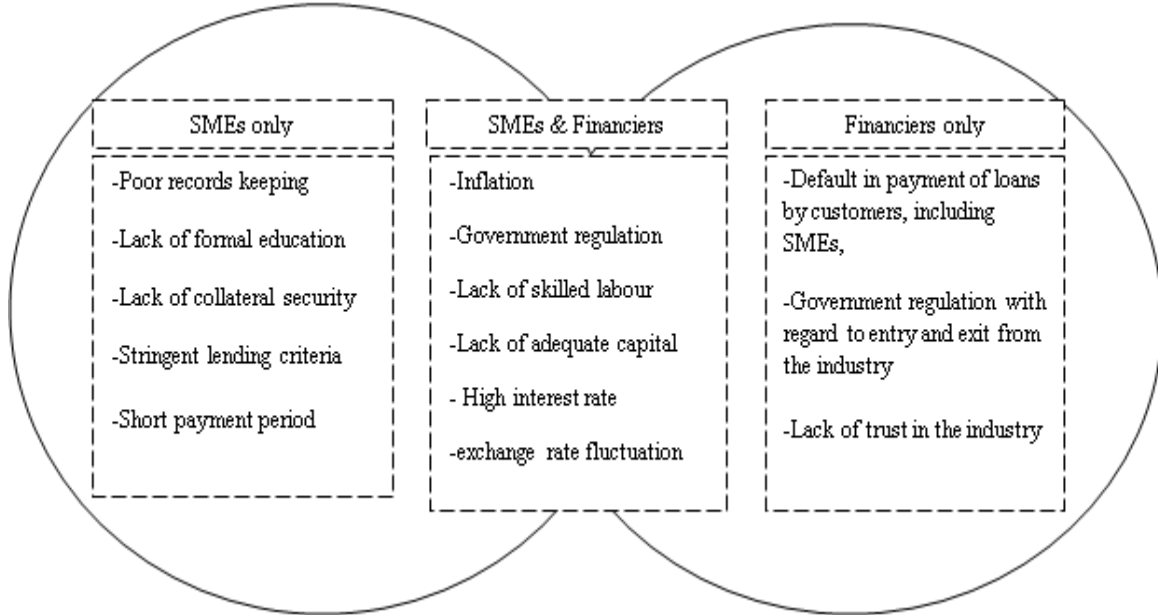 SMEs only
-Poor records keeping
-Lack of formal education
-Lack of collateral security
-Stringent lending criteria
-Short payment period
SMEs & Financiers
-Inflation
-Government regulation
-Lack of skilled labour
-Lack of adequate capital
- High interest rate
-exchange rate fluctuation
Financiers only
-Default in payment of loans
by customers, including
SMEs,
-Government regulation with
regard to entry and exit from
the industry
-Lack of trust in the industry